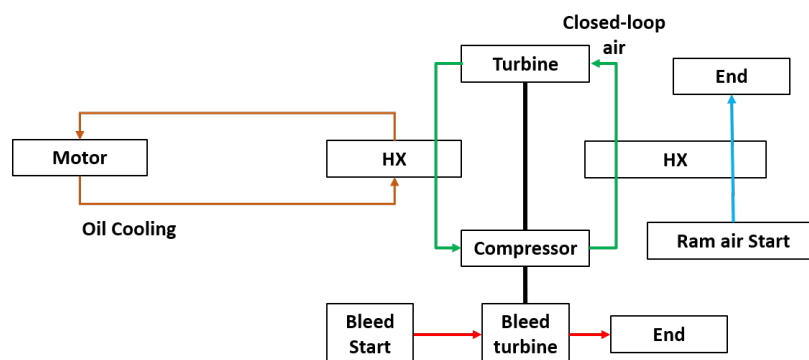 Closed-loop
air
Turbine
End
Motor
HX
HX
Oil Cooling
Compressor
Ram air Start
Bleed
Start
Bleed
turbine
End